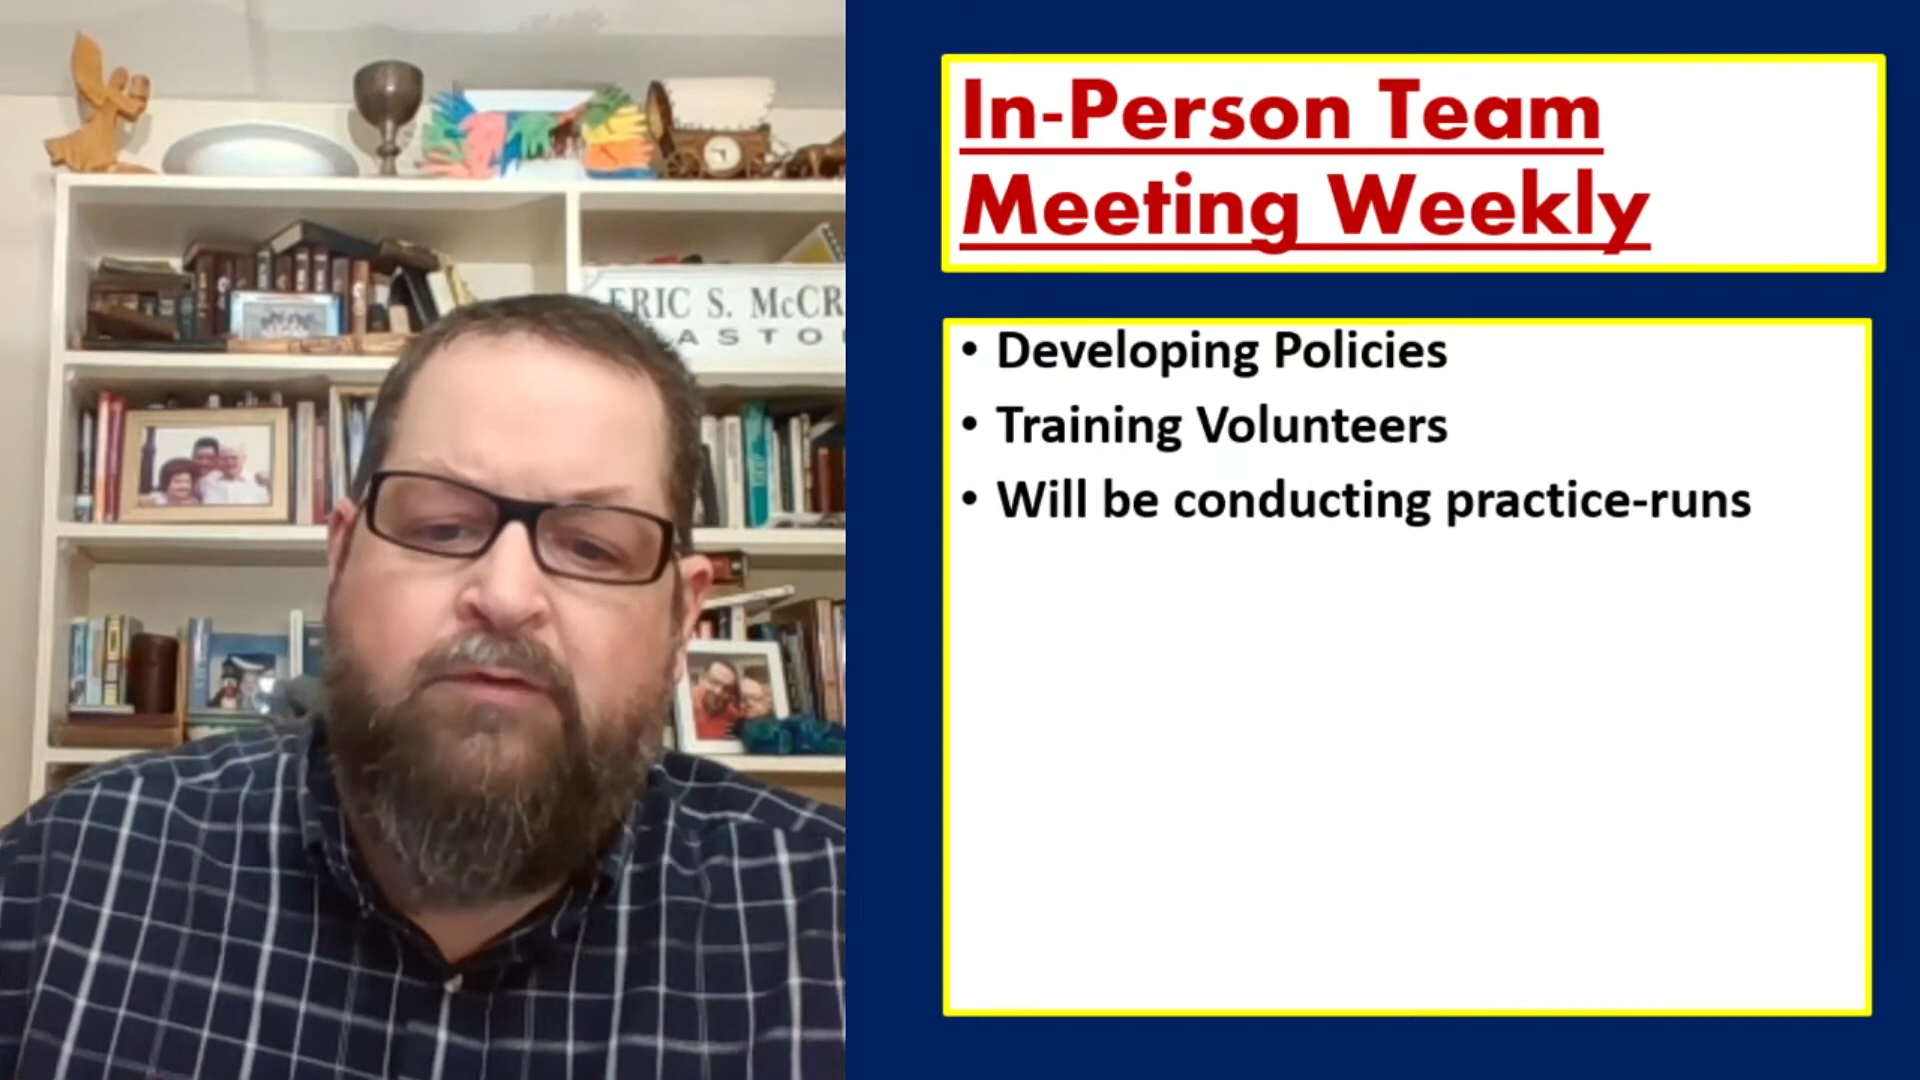 In-Person Team
Meeting Weekly
• Developing Policies
• Training Volunteers
• Will be conducting practice-runs
ERIC S. McCR
ASTO